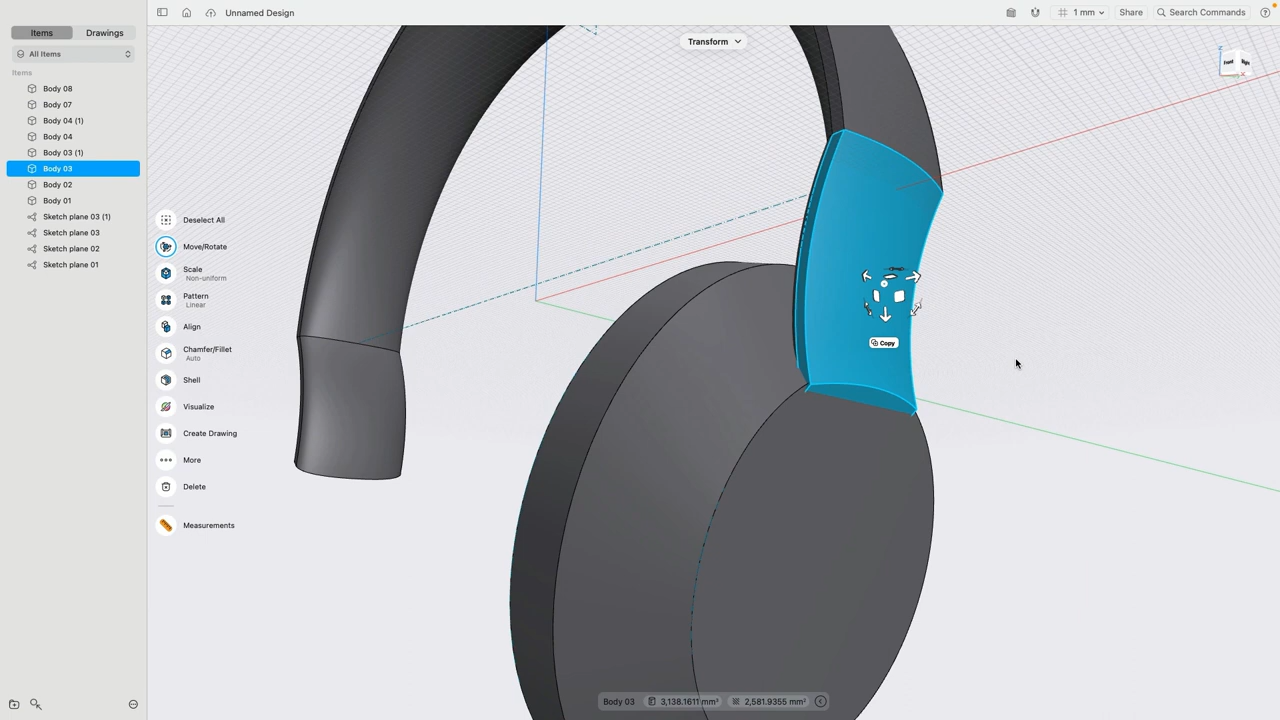 Unnamed Design
1 mm
Share
Search Commands
Items
Drawings
All Items
Items
Body 08
Body 07
Body 04 (1)
Body 04
Body 03 (1)
Body 03
Body 02
Body 01
Sketch plane 03 (1)
Sketch plane 03
Sketch plane 02
Sketch plane 01
Transform
Z
Front
Right
X
Deselect All
Move/Rotate
Scale
Non-uniform
Pattern
Linear
Align
Chamfer/Fillet
Auto
Shell
Visualize
Create Drawing
More
Delete
Measurements
Copy
Body 03
3,138.1611 mm³
2,581.9355 mm²